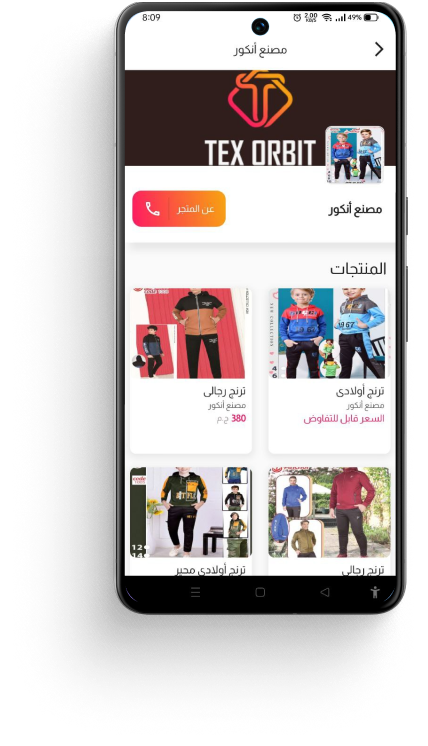 8:09
7.00
KB/S
49%
مصنع أنكور
TEX ORBIT
مصنع أنكور
عن المتجر
المنتجات
ترنج أولادى
مصنع أنكور
السعر قابل للتفاوض
ترنج رجالى
مصنع أنكور
380 ج.م
ترنج رجالى
ترنج أولادى محير